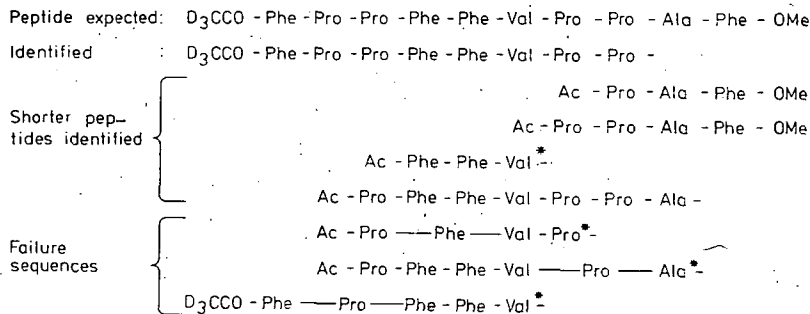 Peptide expected: D3CCO - Phe - Pro - Pro - Phe - Phe - Val - Pro - Pro - Ala - Phe - OMe
Identified : D3CCO - Phe - Pro - Pro - Phe - Phe - Val - Pro - Pro -
Ac - Pro - Ala - Phe - OMe
Shorter pep-
tides identified
Ac - Pro - Pro - Ala - Phe - OMe
Ac - Phe - Phe - Val*-
Ac - Pro - Phe - Phe - Val - Pro - Pro - Ala -
Failure
sequences
Ac - Pro — Phe — Val - Pro*-
Ac - Pro - Phe - Phe - Val — Pro — Ala*-
D3CCO - Phe — Pro — Phe - Phe - Val*-